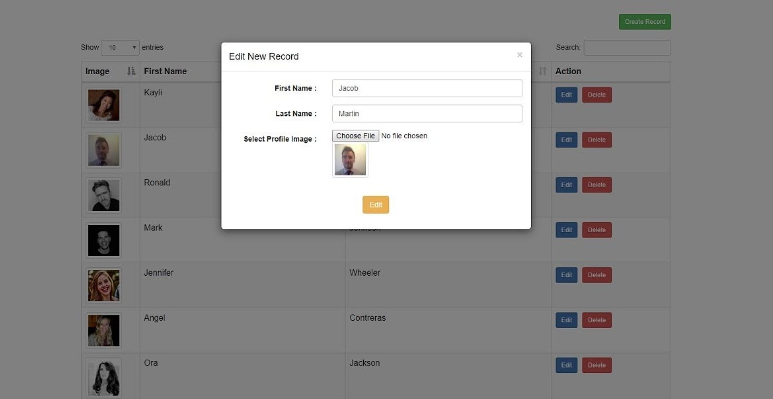 Create Record
Show 10 entries
Search:
Edit New Record ×
Image First Name Action
First Name : Jacob
Last Name : Martin
Select Profile Image : Choose File No file chosen
Edit
Kayli Edit Delete
Jacob Edit Delete
Ronald Edit Delete
Mark Edit Delete
Jennifer Wheeler Edit Delete
Angel Contreras Edit Delete
Ora Jackson Edit Delete